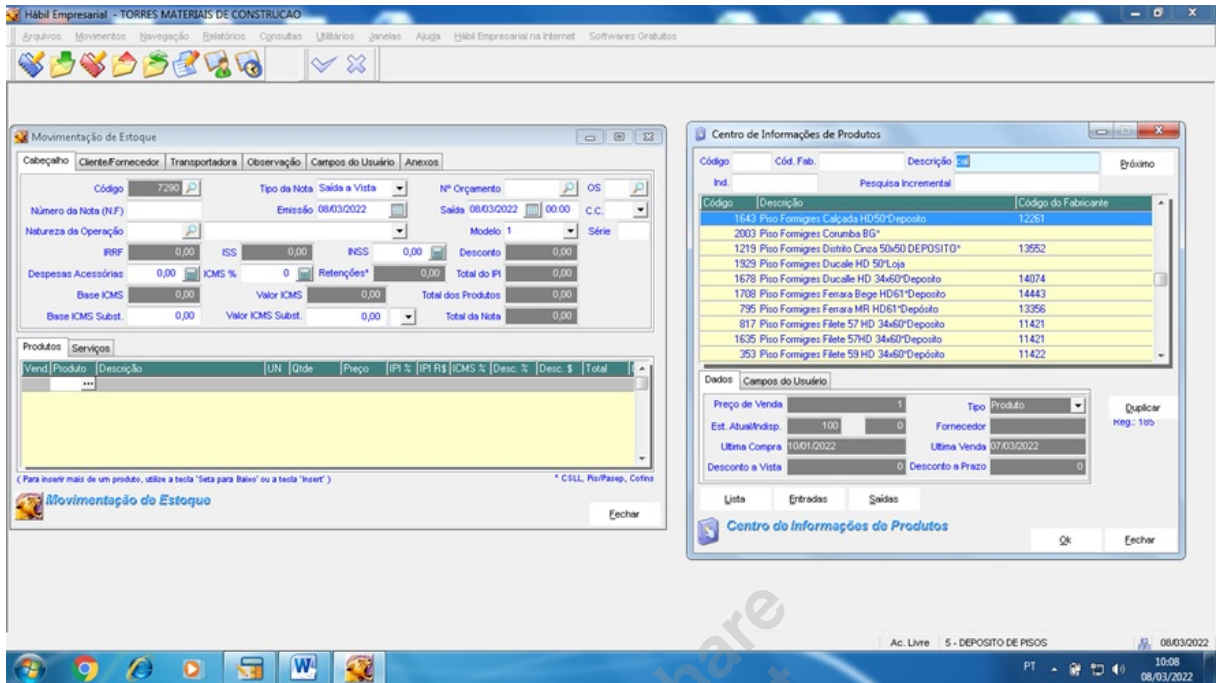 Hábil Empresarial - TORRES MATERIAIS DE CONSTRUCAO
Arquivos Movimentos Navegação Relatórios Consultas Utilitários Janelas Ajuda Hábil Empresarial na Internet Softwares Gratuitos
Movimentação de Estoque
Cabeçalho Cliente/Fornecedor Transportadora Observação Campos do Usuário Anexos
Código 7290 Tipo da Nota Saída a Vista Nº Orçamento OS
Número da Nota (N.F) Emissão 08/03/2022 Saída 08/03/2022 00:00 C.C.
Natureza da Operação Modelo 1 Série
IRRF 0,00 ISS 0,00 INSS 0,00 Desconto 0,00
Despesas Acessórias 0,00 ICMS % 0 Retenções* 0,00 Total do IPI 0,00
Base ICMS 0,00 Valor ICMS 0,00 Total dos Produtos 0,00
Base ICMS Subst. 0,00 Valor ICMS Subst. 0,00 Total da Nota 0,00
Produtos Serviços
Vend. Produto Descrição UN Qtde Preço IPI % IPI R$ ICMS % Desc. % Desc. $ Total
( Para inserir mais de um produto, utilize a tecla 'Seta para Baixo' ou a tecla 'Insert' ) * CSLL, Pis/Pasep, Cofins
Movimentação de Estoque
Fechar
Centro de Informações de Produtos
Código Cód. Fab. Descrição cal Próximo
Ind. Pesquisa Incremental
Código Descrição Código do Fabricante
1643 Piso Formigres Calçada HD50*Deposito 12261
2003 Piso Formigres Corumba BG*
1219 Piso Formigres Distrito Cinza 50x50 DEPOSITO* 13552
1929 Piso Formigres Ducale HD 50*Loja
1678 Piso Formigres Ducalle HD 34x60*Deposito 14074
1708 Piso Formigres Ferrara Bege HD61*Deposito 14443
795 Piso Formigres Ferrara MR HD61*Depósito 13356
817 Piso Formigres Filete 57 HD 34x60*Deposito 11421
1635 Piso Formigres Filete 57HD 34x60*Deposito 11421
353 Piso Formigres Filete 59 HD 34x60*Depósito 11422
Dados Campos do Usuário
Preço de Venda 1 Tipo Produto Duplicar
Est. Atual/Indisp. 100 0 Fornecedor Reg.: 185
Ultima Compra 10/01/2022 Ultima Venda 07/03/2022
Desconto a Vista 0 Desconto a Prazo 0
Lista Entradas Saídas
Centro de Informações de Produtos
Ok Fechar
Ac. Livre 5 - DEPOSITO DE PISOS 08/03/2022
PT 10:08
08/03/2022